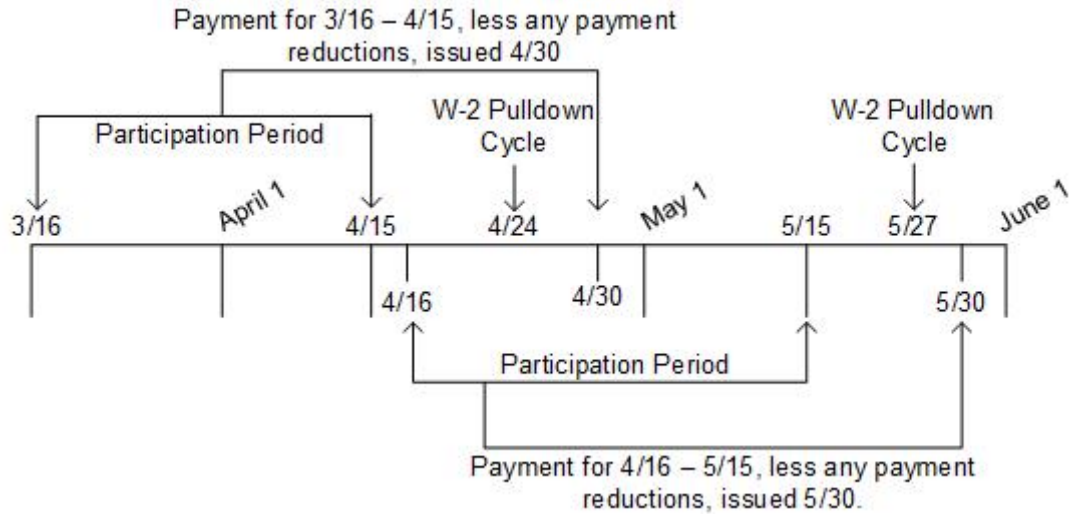 Payment for 3/16 – 4/15, less any payment
reductions, issued 4/30
W-2 Pulldown
Cycle
W-2 Pulldown
Cycle
Participation Period
3/16
April 1
4/15
4/24
May 1
5/15
5/27
June 1
4/16
4/30
5/30
Participation Period
Payment for 4/16 – 5/15, less any payment
reductions, issued 5/30.